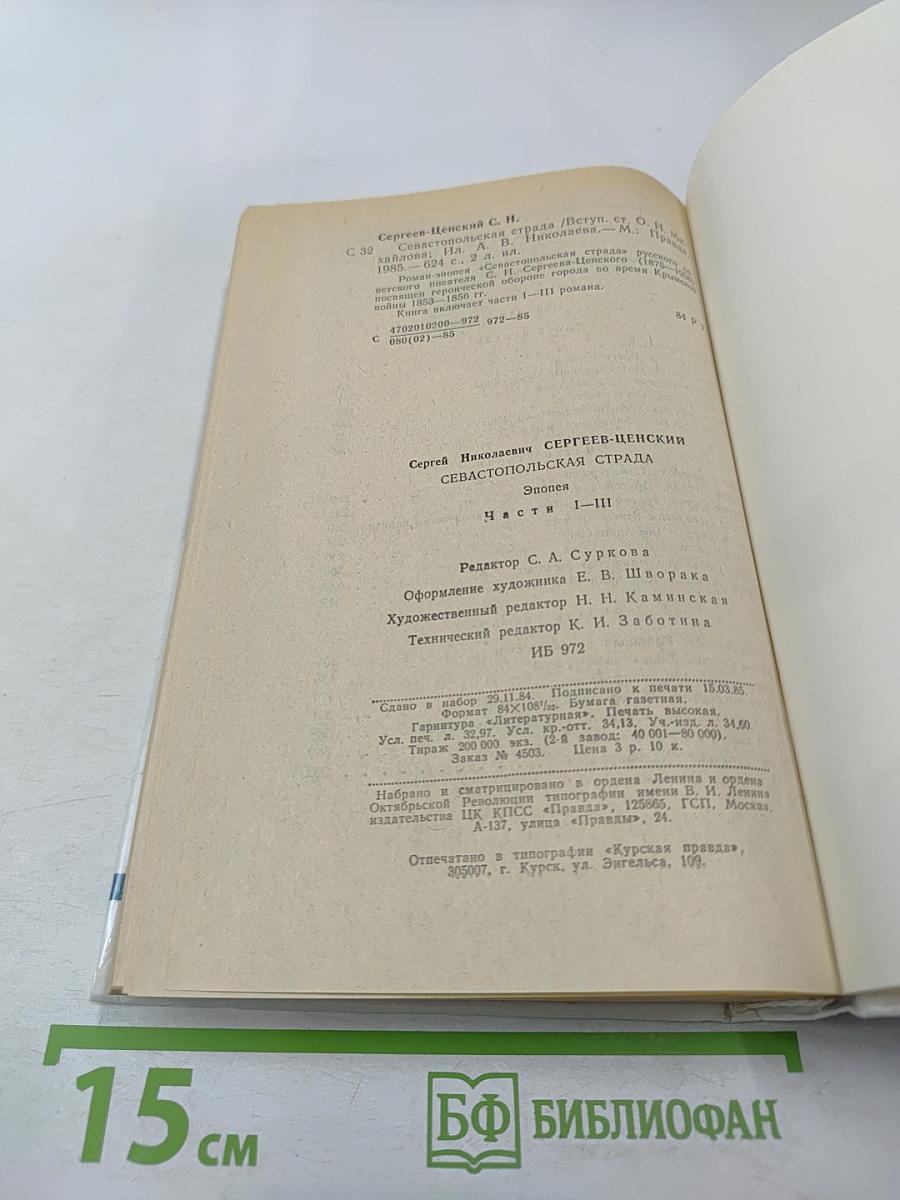 Сергеев-Ценский С. Н.
С 32 Севастопольская страда /Вступ. ст. О. Н. Ми-
хайлова; Ил. А. В. Николаева.— М.: Правда,
1985.— 624 с., 2 л. ил.
Роман-эпопея «Севастопольская страда» русского со-
ветского писателя С. Н. Сергеева-Ценского (1875—1958)
посвящен героической обороне города во время Крымской
войны 1853—1856 гг.
Книга включает части I—III романа.
С 4702010200—972 972—85 84 Р
080(02)—85
Сергей Николаевич СЕРГЕЕВ-ЦЕНСКИЙ
СЕВАСТОПОЛЬСКАЯ СТРАДА
Эпопея
Части I—III
Редактор С. А. Суркова
Оформление художника Е. В. Шворака
Художественный редактор Н. Н. Каминская
Технический редактор К. И. Заботина
ИБ 972
Сдано в набор 29.11.84. Подписано к печати 15.03.85.
Формат 84×108¹/₃₂. Бумага газетная.
Гарнитура «Литературная». Печать высокая.
Усл. печ. л. 32,97. Усл. кр.-отт. 34,13. Уч.-изд. л. 34,60.
Тираж 200 000 экз. (2-й завод: 40 001—80 000).
Заказ № 4503. Цена 3 р. 10 к.
Набрано и сматрицировано в ордена Ленина и ордена
Октябрьской Революции типографии имени В. И. Ленина
издательства ЦК КПСС «Правда», 125865, ГСП, Москва,
А-137, улица «Правды», 24.
Отпечатано в типографии «Курская правда»,
305007, г. Курск, ул. Энгельса, 109.
15 см
БФ БИБЛИОФАН